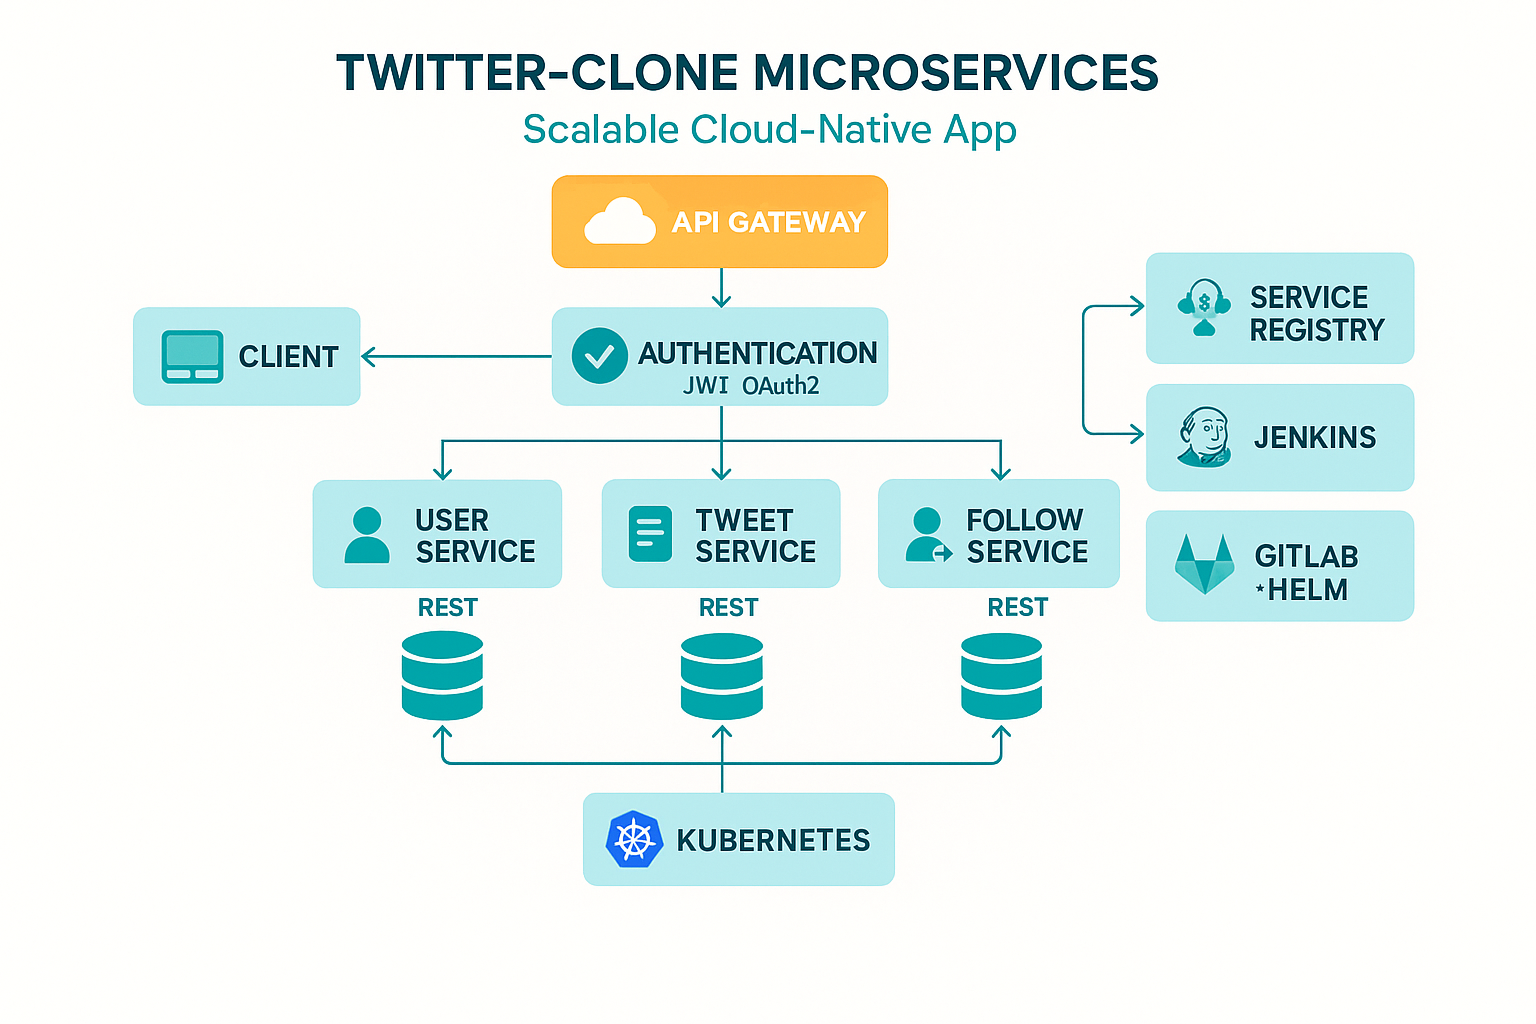 TWITTER-CLONE MICROSERVICES
Scalable Cloud-Native App
API GATEWAY
CLIENT
AUTHENTICATION
JWI OAuth2
SERVICE
REGISTRY
JENKINS
GITLAB
*HELM
USER
SERVICE
TWEET
SERVICE
FOLLOW
SERVICE
REST
REST
REST
KUBERNETES